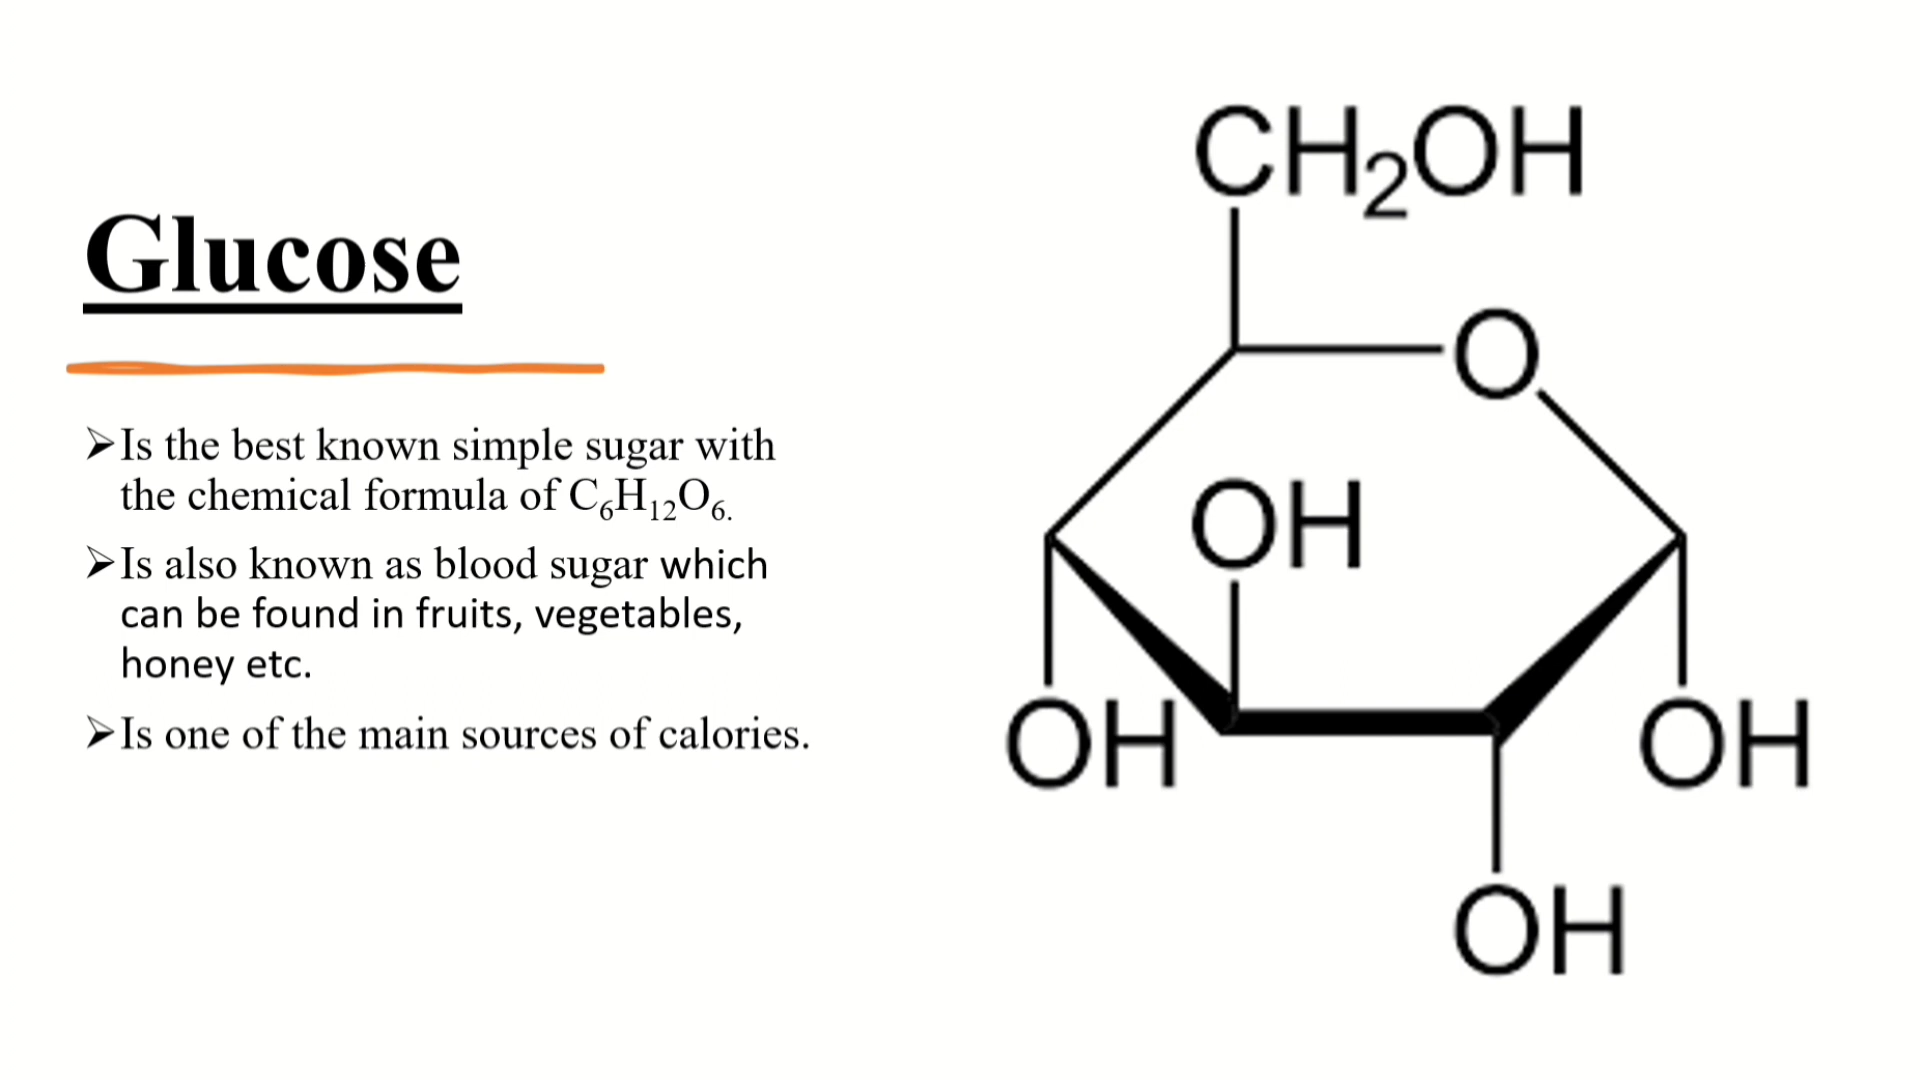 Glucose
➢Is the best known simple sugar with
the chemical formula of C₆H₁₂O₆.
➢Is also known as blood sugar which
can be found in fruits, vegetables,
honey etc.
➢Is one of the main sources of calories.
CH₂OH
O
OH
OH
OH
OH